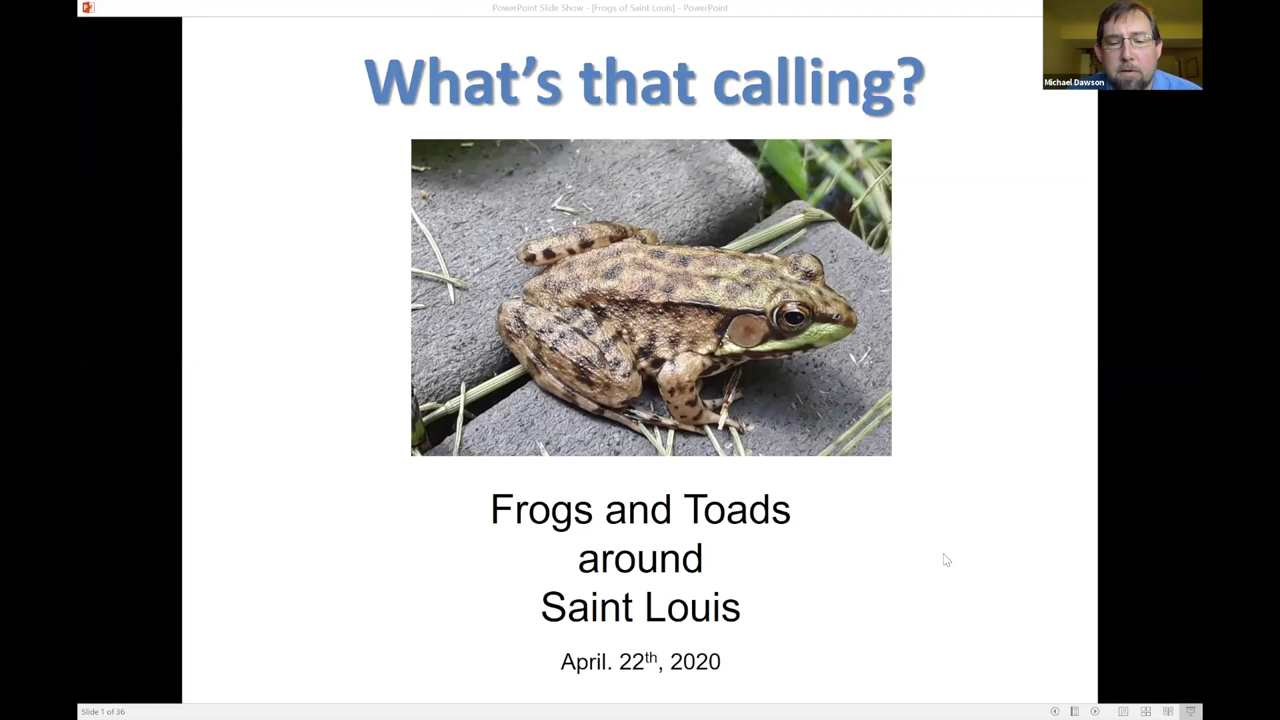 PowerPoint Slide Show - [Frogs of Saint Louis] - PowerPoint
What's that calling?
Michael Dawson
Frogs and Toads
around
Saint Louis
April. 22th, 2020
Slide 1 of 36